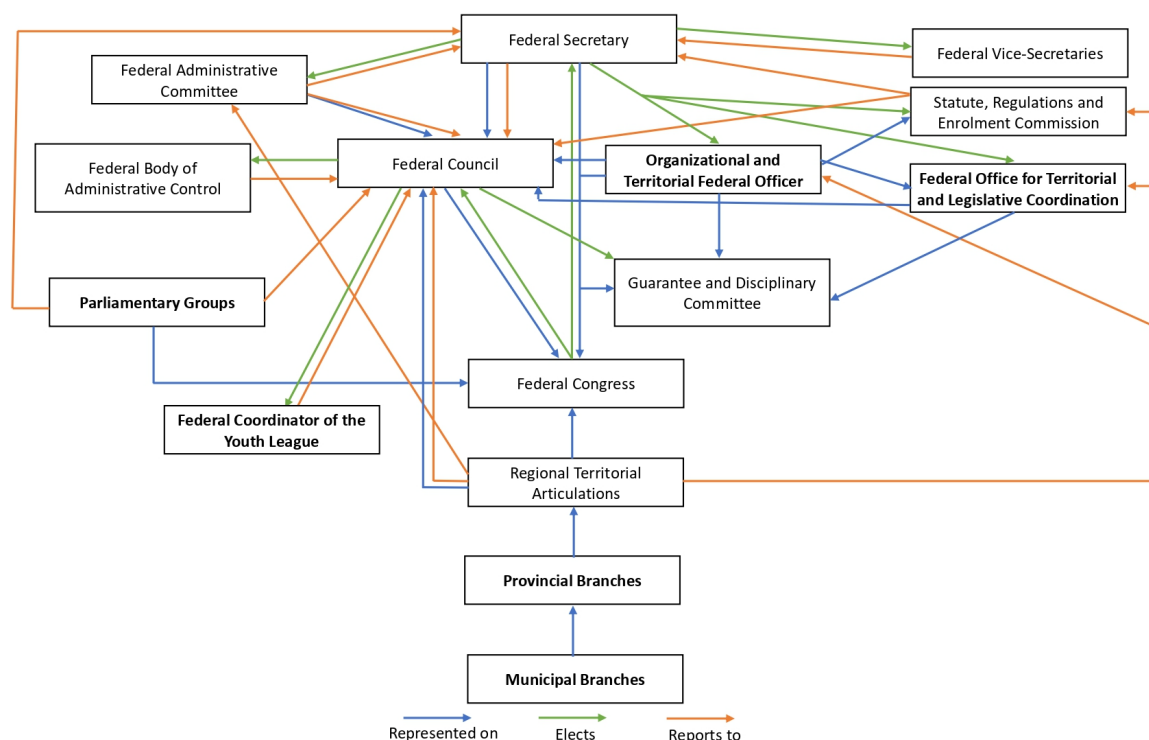 Federal Secretary
Federal Vice-Secretaries
Federal Administrative
Committee
Statute, Regulations and
Enrolment Commission
Federal Body of
Administrative Control
Federal Council
Organizational and
Territorial Federal Officer
Federal Office for Territorial
and Legislative Coordination
Parliamentary Groups
Guarantee and Disciplinary
Committee
Federal Congress
Federal Coordinator of the
Youth League
Regional Territorial
Articulations
Provincial Branches
Municipal Branches
Represented on
Elects
Reports to